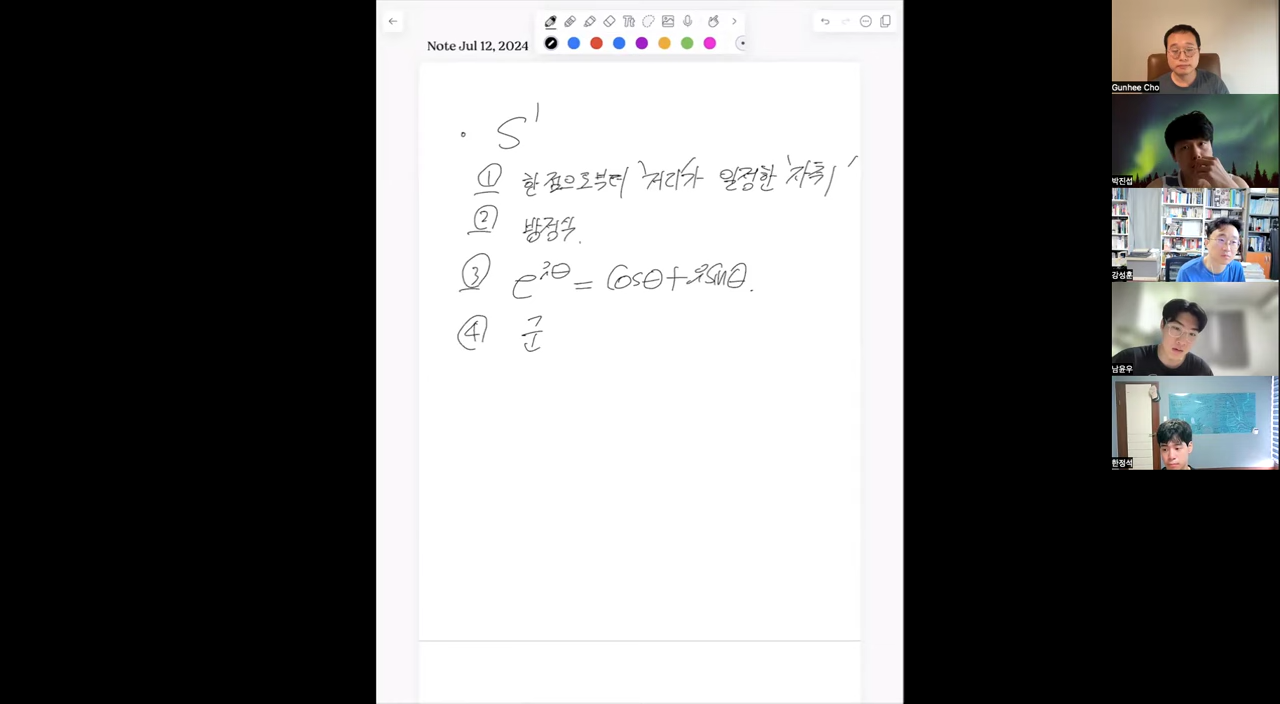 Note Jul 12, 2024
• S¹
① 한 점으로부터 '거리'가 일정한 '자취'
② 방정식.
③ e^{iθ} = cosθ + i sinθ.
④ 군
Gunhee Cho
박진섭
강성훈
남윤우
한정석